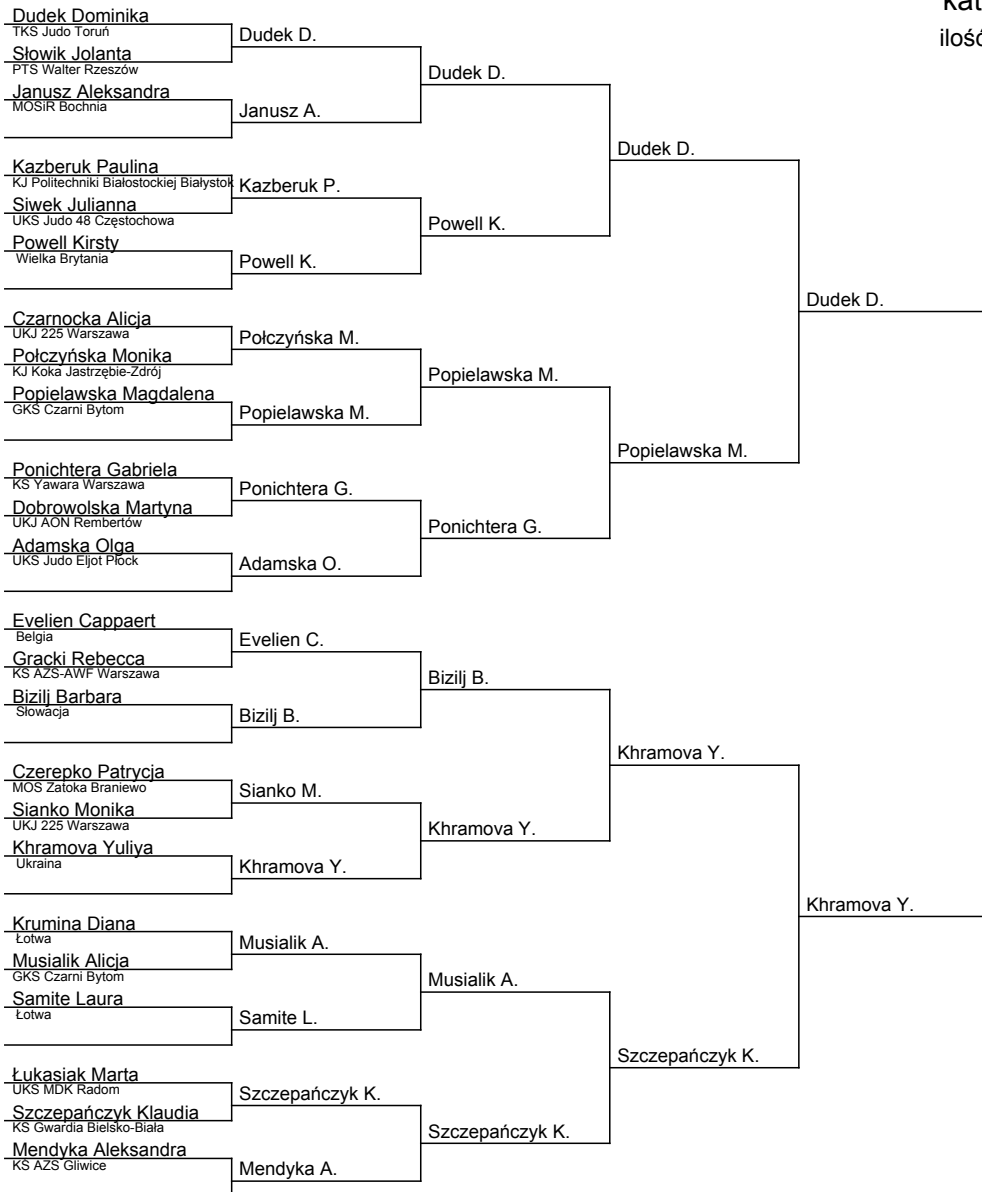 kat
ilość
Dudek Dominika
TKS Judo Toruń
Słowik Jolanta
PTS Walter Rzeszów
Janusz Aleksandra
MOSiR Bochnia
Kazberuk Paulina
KJ Politechniki Białostockiej Białystok
Siwek Julianna
UKS Judo 48 Częstochowa
Powell Kirsty
Wielka Brytania
Czarnocka Alicja
UKJ 225 Warszawa
Połczyńska Monika
KJ Koka Jastrzębie-Zdrój
Popielawska Magdalena
GKS Czarni Bytom
Ponichtera Gabriela
KS Yawara Warszawa
Dobrowolska Martyna
UKJ AON Rembertów
Adamska Olga
UKS Judo Eljot Płock
Evelien Cappaert
Belgia
Gracki Rebecca
KS AZS-AWF Warszawa
Bizilj Barbara
Słowacja
Czerepko Patrycja
MOS Zatoka Braniewo
Sianko Monika
UKJ 225 Warszawa
Khramova Yuliya
Ukraina
Krumina Diana
Łotwa
Musialik Alicja
GKS Czarni Bytom
Samite Laura
Łotwa
Łukasiak Marta
UKS MDK Radom
Szczepańczyk Klaudia
KS Gwardia Bielsko-Biała
Mendyka Aleksandra
KS AZS Gliwice
Dudek D.
Janusz A.
Kazberuk P.
Powell K.
Połczyńska M.
Popielawska M.
Ponichtera G.
Adamska O.
Evelien C.
Bizilj B.
Sianko M.
Khramova Y.
Musialik A.
Samite L.
Szczepańczyk K.
Mendyka A.
Dudek D.
Powell K.
Popielawska M.
Ponichtera G.
Bizilj B.
Khramova Y.
Musialik A.
Szczepańczyk K.
Dudek D.
Popielawska M.
Khramova Y.
Szczepańczyk K.
Dudek D.
Khramova Y.